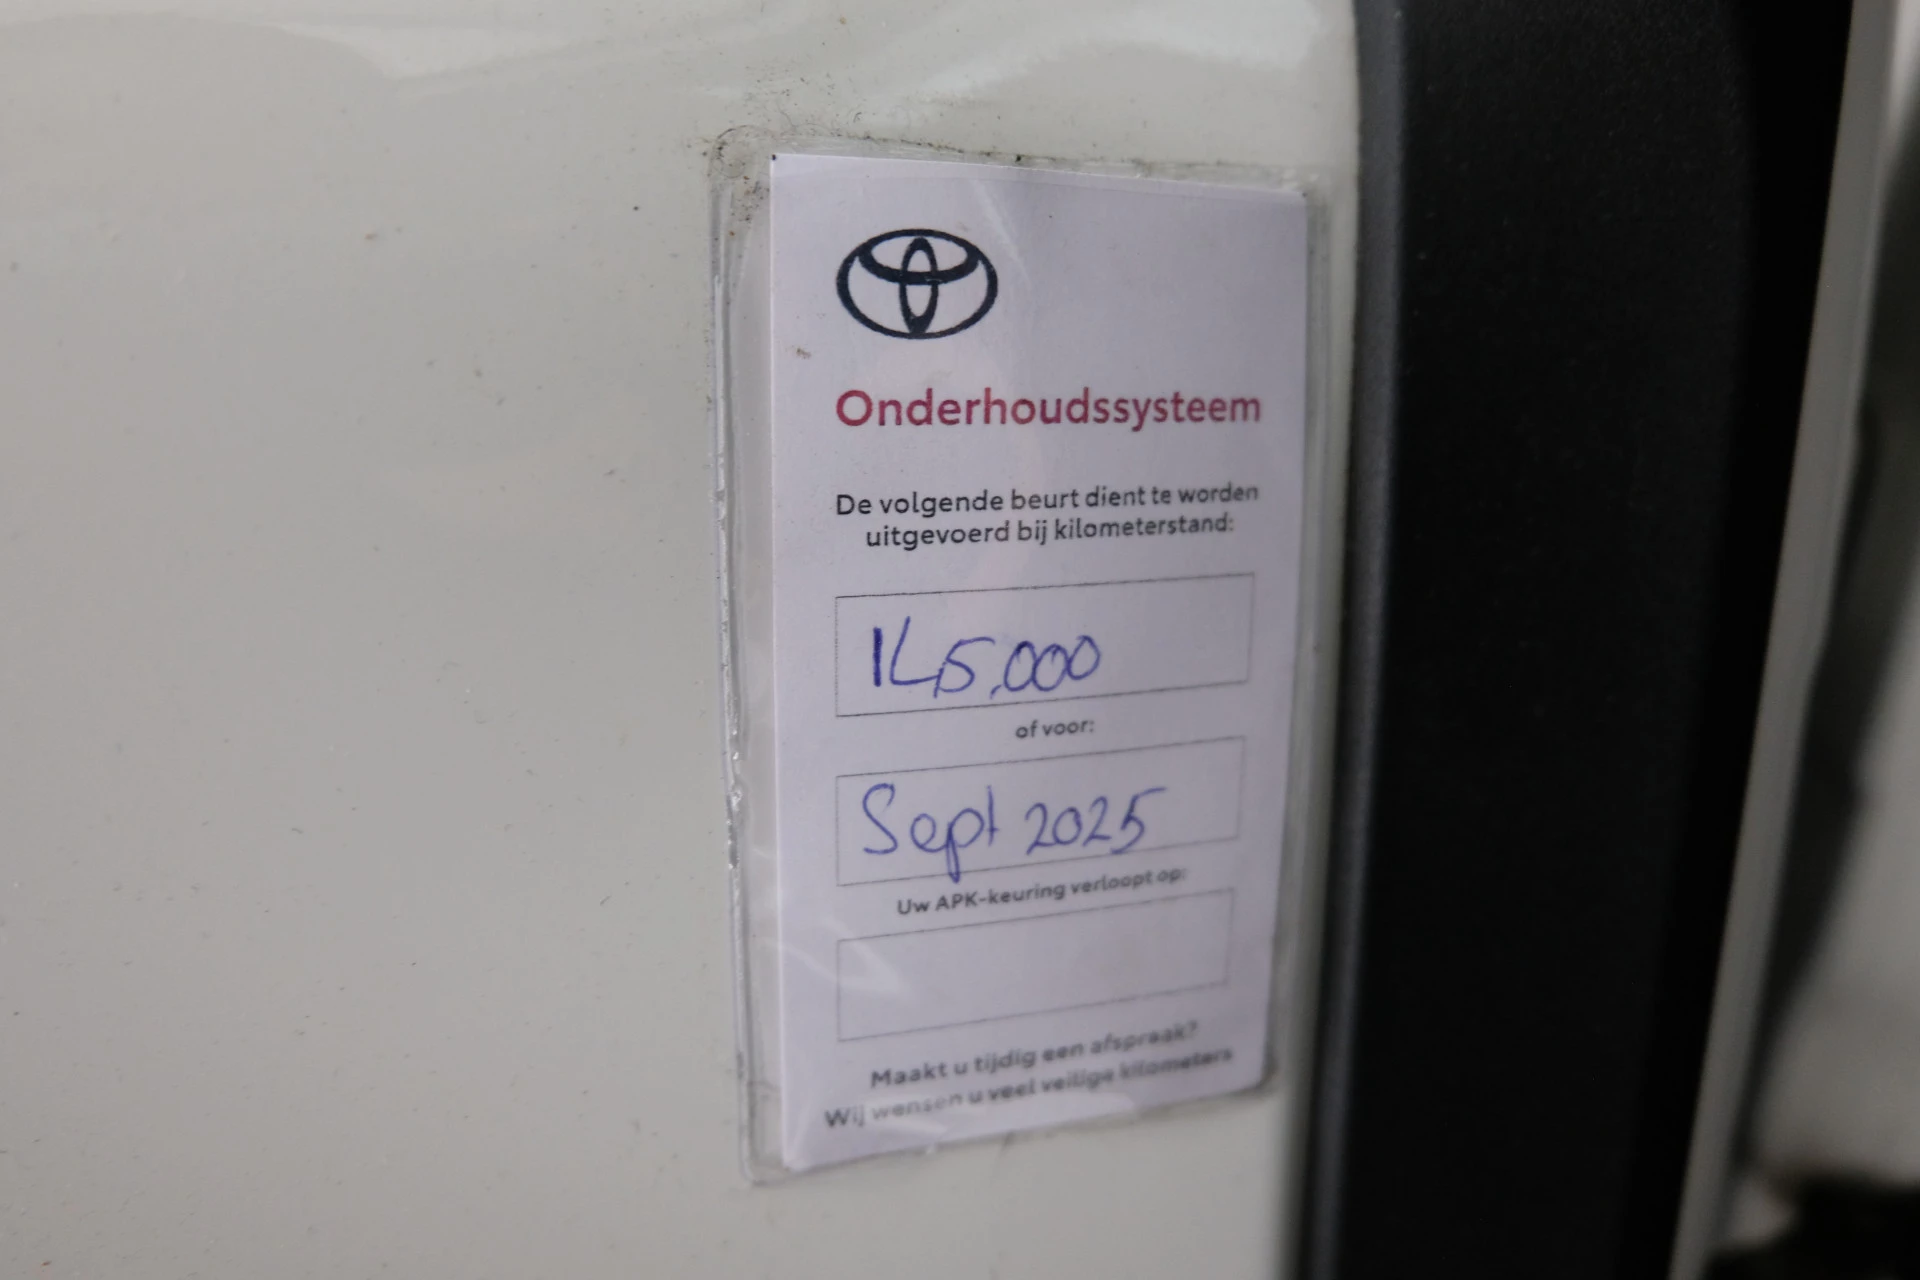 Onderhoudssysteem
De volgende beurt dient te worden
uitgevoerd bij kilometerstand:
145.000
of voor:
Sept 2025
Uw APK-keuring verloopt op:
Maakt u tijdig een afspraak?
Wij wensen u veel veilige kilometers